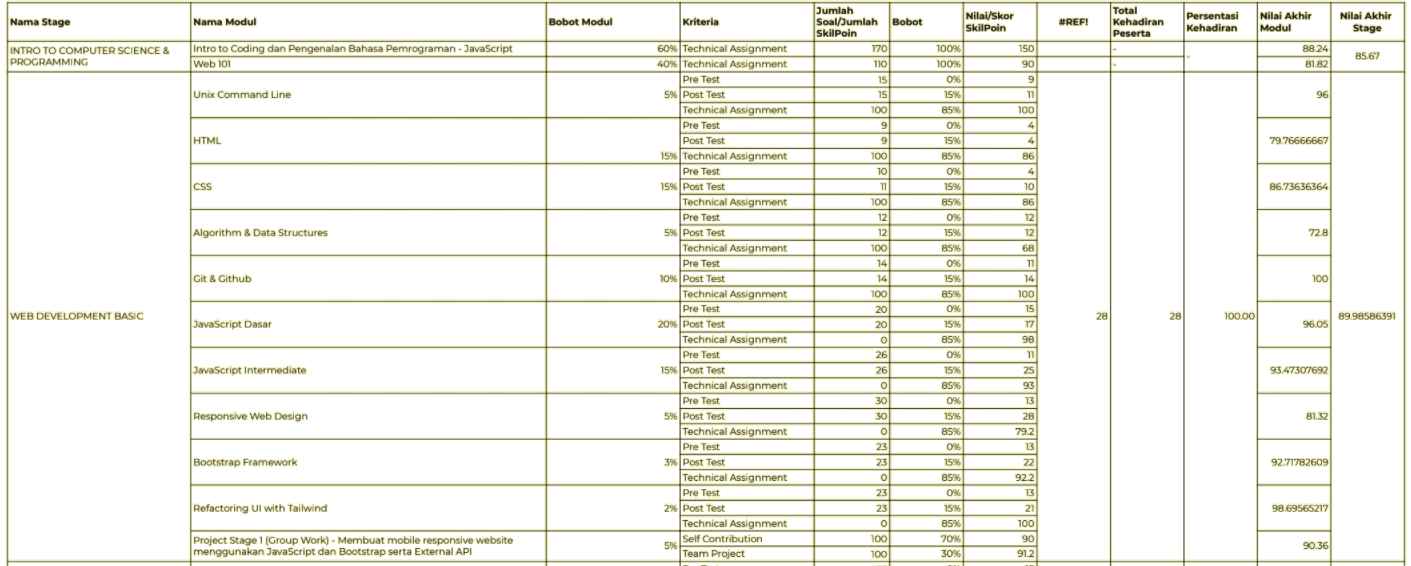 Nama Stage Nama Modul Bobot Modul Kriteria Jumlah Soal/Jumlah SkilPoin Bobot Nilai/Skor SkilPoin #REF! Total Kehadiran Peserta Persentasi Kehadiran Nilai Akhir Modul Nilai Akhir Stage
INTRO TO COMPUTER SCIENCE & PROGRAMMING Intro to Coding dan Pengenalan Bahasa Pemrograman - JavaScript 60% Technical Assignment 170 100% 150 - - 88.24 85.67
Web 101 40% Technical Assignment 110 100% 90 - 81.82
Pre Test 15 0% 9
Unix Command Line 5% Post Test 15 15% 11 96
Technical Assignment 100 85% 100
Pre Test 9 0% 4
HTML Post Test 9 15% 4 79.76666667
15% Technical Assignment 100 85% 86
Pre Test 10 0% 4
CSS 15% Post Test 11 15% 10 86.73636364
Technical Assignment 100 85% 86
Pre Test 12 0% 12
Algorithm & Data Structures 5% Post Test 12 15% 12 72.8
Technical Assignment 100 85% 68
Pre Test 14 0% 11
Git & Github 10% Post Test 14 15% 14 100
Technical Assignment 100 85% 100
Pre Test 20 0% 15
WEB DEVELOPMENT BASIC JavaScript Dasar 20% Post Test 20 15% 17 28 28 100.00 96.05 89.98586391
Technical Assignment 0 85% 98
Pre Test 26 0% 11
JavaScript Intermediate 15% Post Test 26 15% 25 93.47307692
Technical Assignment 0 85% 93
Pre Test 30 0% 13
Responsive Web Design 5% Post Test 30 15% 28 81.32
Technical Assignment 0 85% 79.2
Pre Test 23 0% 13
Bootstrap Framework 3% Post Test 23 15% 22 92.71782609
Technical Assignment 0 85% 92.2
Pre Test 23 0% 13
Refactoring UI with Tailwind 2% Post Test 23 15% 21 98.69565217
Technical Assignment 0 85% 100
Project Stage 1 (Group Work) - Membuat mobile responsive website menggunakan JavaScript dan Bootstrap serta External API 5% Self Contribution 100 70% 90 90.36
Team Project 100 30% 91.2